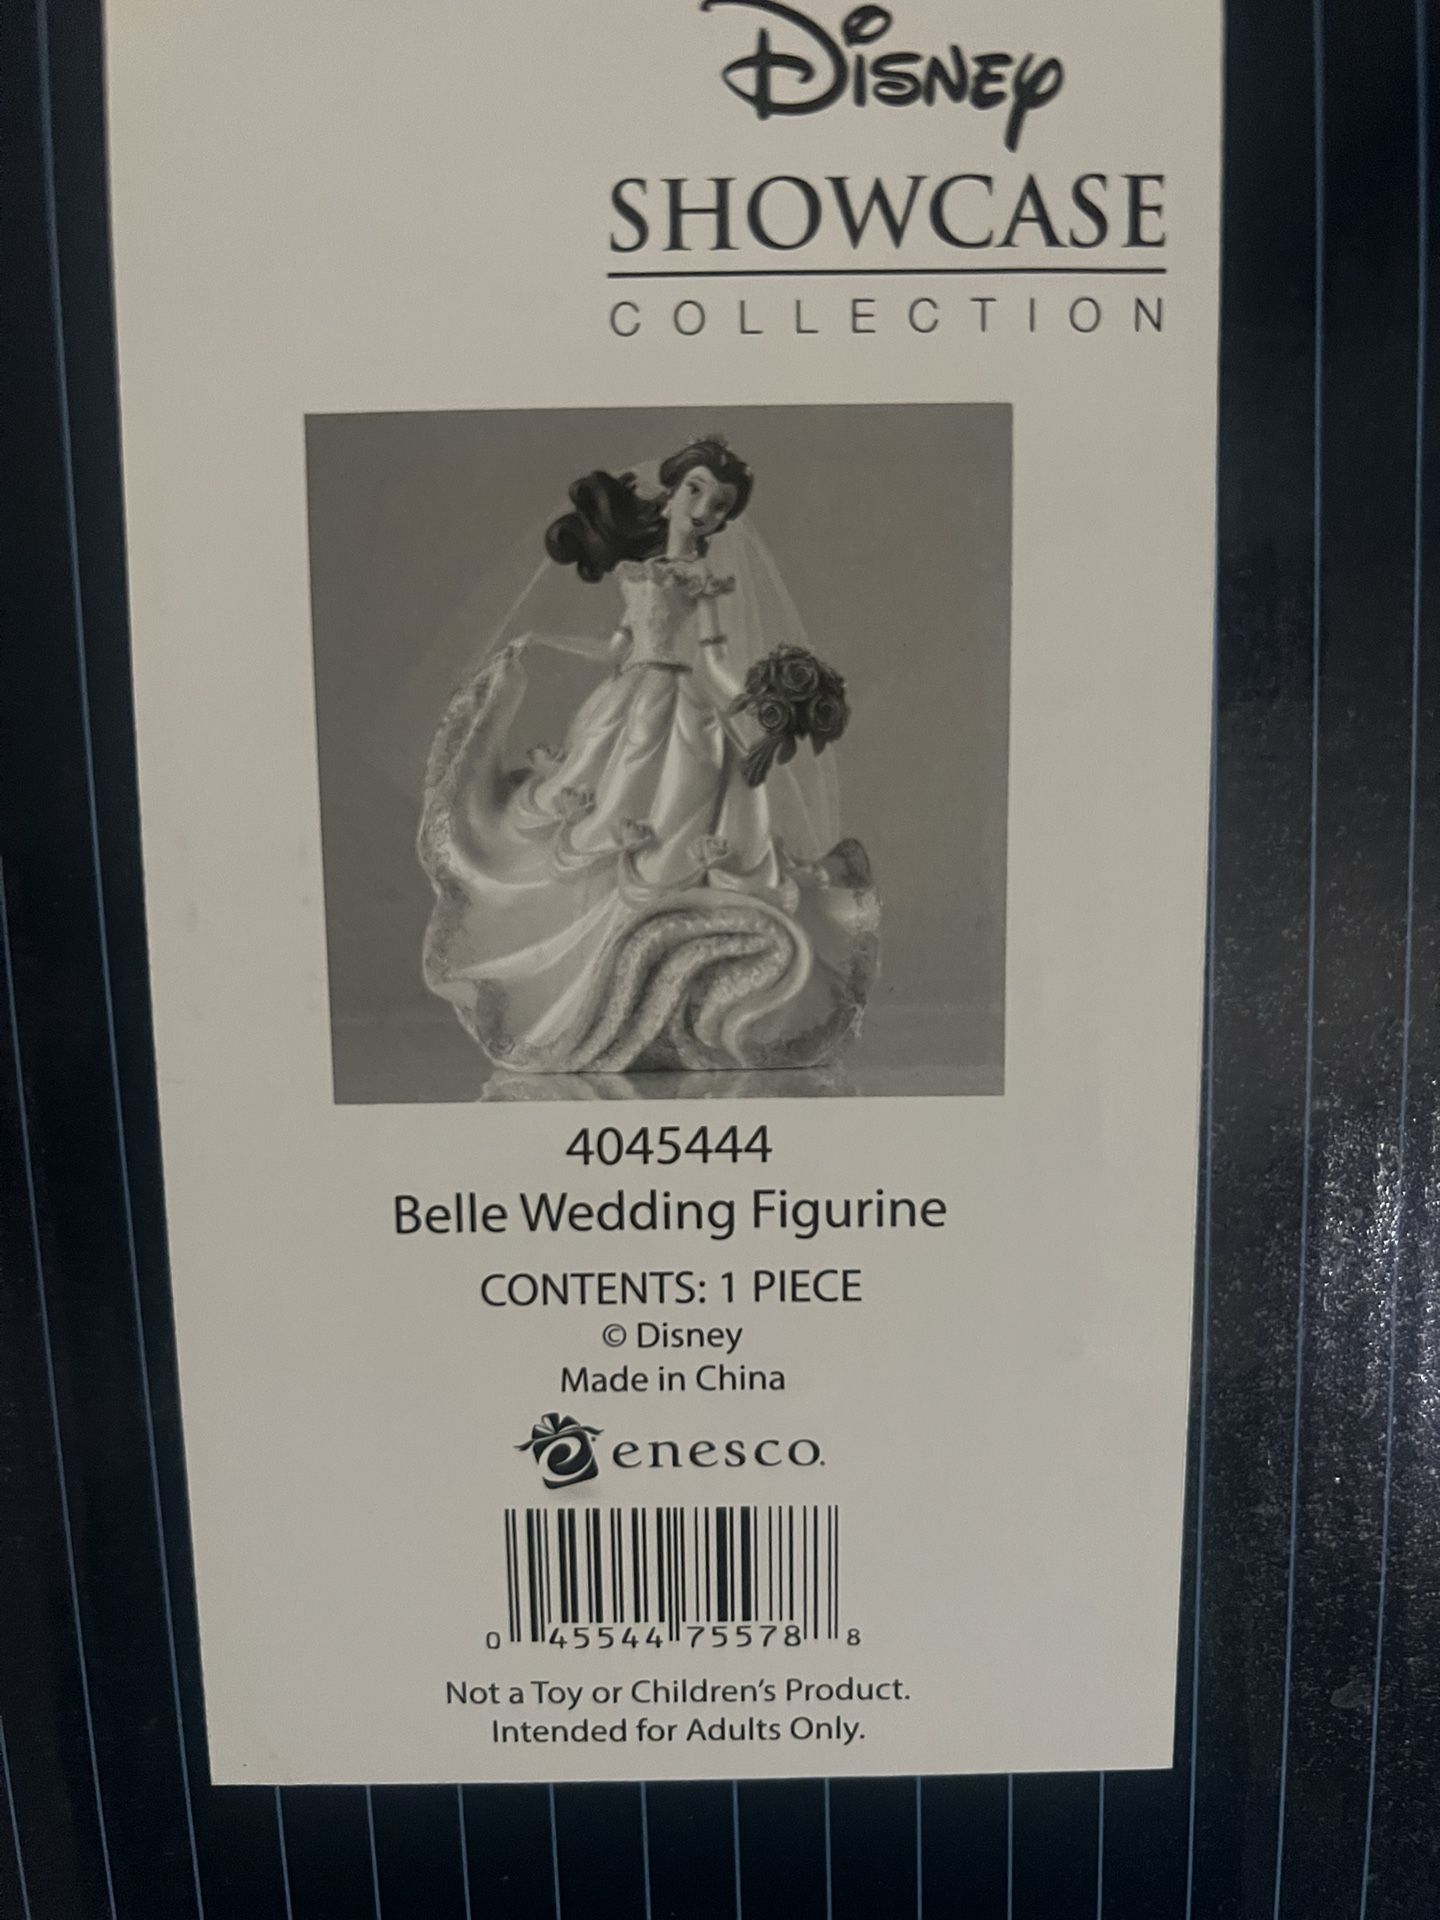 Disney
SHOWCASE
COLLECTION
4045444
Belle Wedding Figurine
CONTENTS: 1 PIECE
© Disney
Made in China
enesco.
0 45544 75578 8
Not a Toy or Children's Product.
Intended for Adults Only.